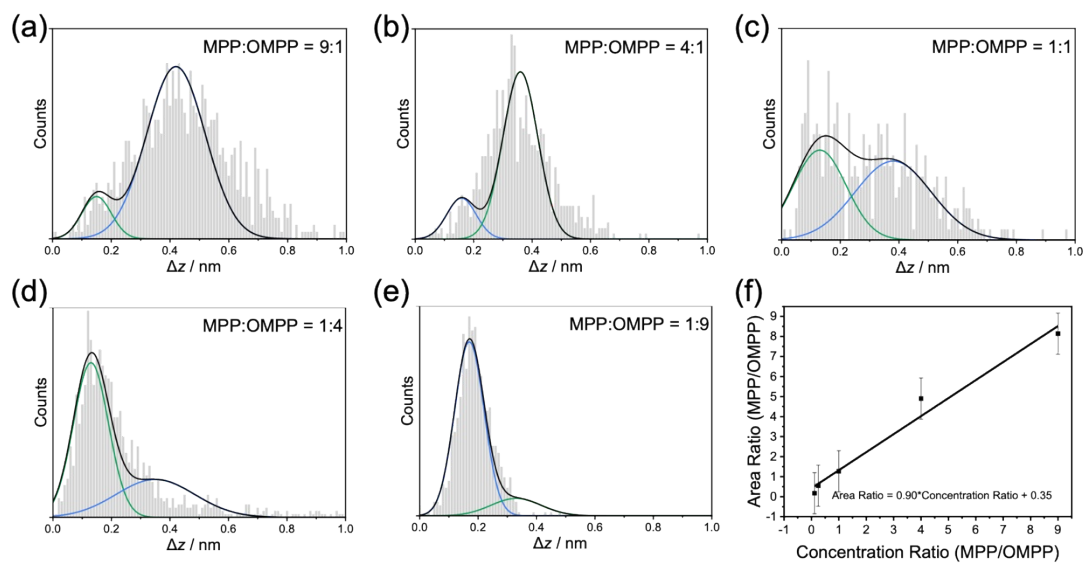 (a)
MPP:OMPP = 9:1
Counts
0.0 0.2 0.4 0.6 0.8 1.0
Δz / nm
(b)
MPP:OMPP = 4:1
Counts
0.0 0.2 0.4 0.6 0.8 1.0
Δz / nm
(c)
MPP:OMPP = 1:1
Counts
0.0 0.2 0.4 0.6 0.8 1.0
Δz / nm
(d)
MPP:OMPP = 1:4
Counts
0.0 0.2 0.4 0.6 0.8 1.0
Δz / nm
(e)
MPP:OMPP = 1:9
Counts
0.0 0.2 0.4 0.6 0.8 1.0
Δz / nm
(f)
Area Ratio (MPP/OMPP)
9
8
7
6
5
4
3
2
1
0
-1
Area Ratio = 0.90*Concentration Ratio + 0.35
-1 0 1 2 3 4 5 6 7 8 9
Concentration Ratio (MPP/OMPP)